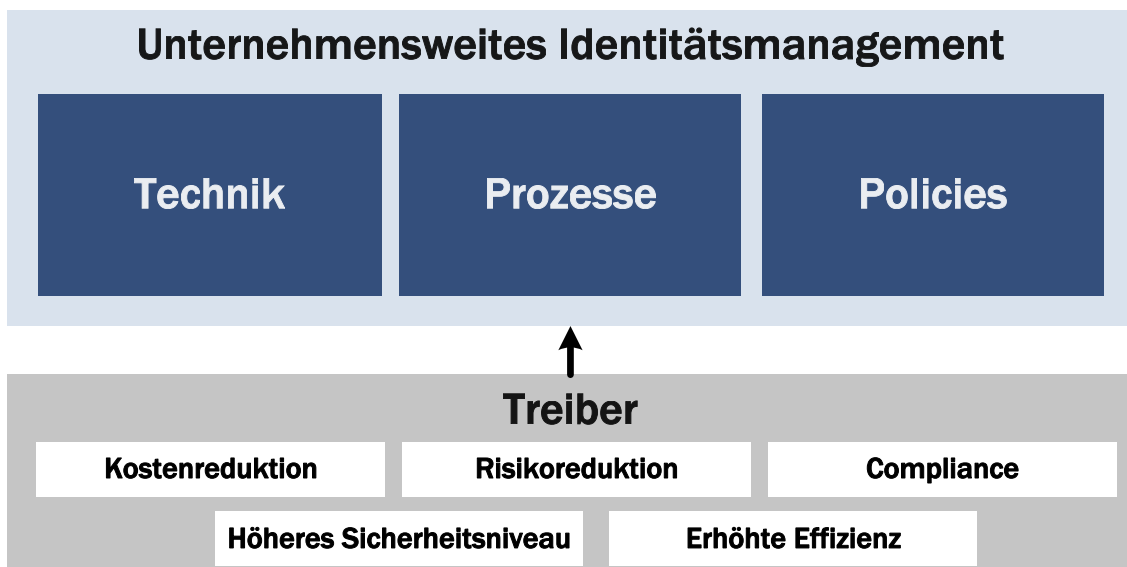 Unternehmensweites Identitätsmanagement
Technik
Prozesse
Policies
Treiber
Kostenreduktion
Risikoreduktion
Compliance
Höheres Sicherheitsniveau
Erhöhte Effizienz